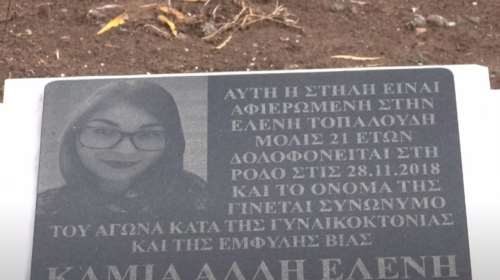 ΑΥΤΗ Η ΣΤΗΛΗ ΕΙΝΑΙ
ΑΦΙΕΡΩΜΕΝΗ ΣΤΗΝ
ΕΛΕΝΗ ΤΟΠΑΛΟΥΔΗ
ΜΟΛΙΣ 21 ΕΤΩΝ
ΔΟΛΟΦΟΝΕΙΤΑΙ ΣΤΗ
ΡΟΔΟ ΣΤΙΣ 28.11.2018
ΚΑΙ ΤΟ ΟΝΟΜΑ ΤΗΣ
ΓΙΝΕΤΑΙ ΣΥΝΩΝΥΜΟ
ΤΟΥ ΑΓΩΝΑ ΚΑΤΑ ΤΗΣ ΓΥΝΑΙΚΟΚΤΟΝΙΑΣ
ΚΑΙ ΤΗΣ ΕΜΦΥΛΗΣ ΒΙΑΣ
ΚΑΜΙΑ ΑΛΛΗ ΕΛΕΝΗ